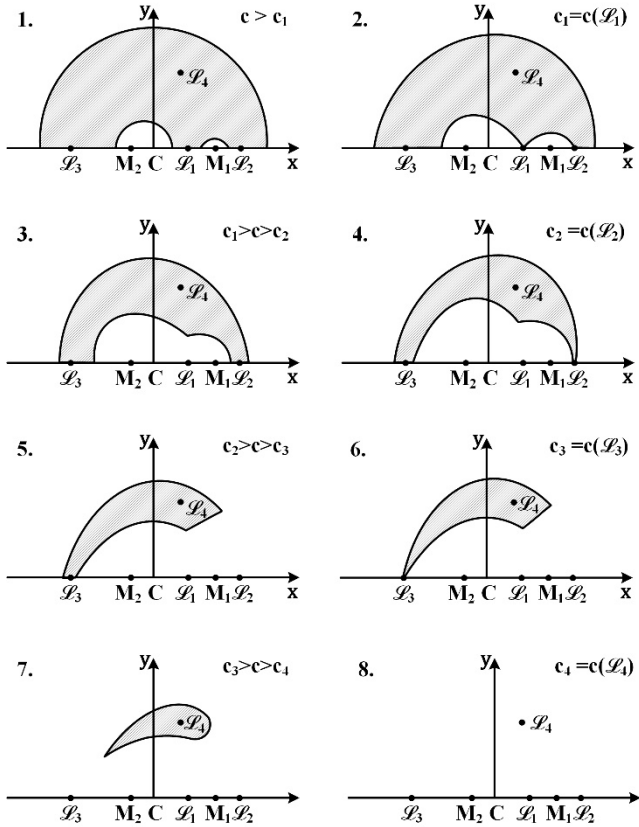 1. y c > c₁
ℒ₄
ℒ₃ M₂ C ℒ₁ M₁ ℒ₂ x
2. y c₁=c(ℒ₁)
ℒ₄
ℒ₃ M₂ C ℒ₁ M₁ ℒ₂ x
3. y c₁>c>c₂
ℒ₄
ℒ₃ M₂ C ℒ₁ M₁ ℒ₂ x
4. y c₂ =c(ℒ₂)
ℒ₄
ℒ₃ M₂ C ℒ₁ M₁ ℒ₂ x
5. y c₂>c>c₃
ℒ₄
ℒ₃ M₂ C ℒ₁ M₁ ℒ₂ x
6. y c₃ =c(ℒ₃)
ℒ₄
ℒ₃ M₂ C ℒ₁ M₁ ℒ₂ x
7. y c₃>c>c₄
ℒ₄
ℒ₃ M₂ C ℒ₁ M₁ ℒ₂ x
8. y c₄ =c(ℒ₄)
ℒ₄
ℒ₃ M₂ C ℒ₁ M₁ ℒ₂ x